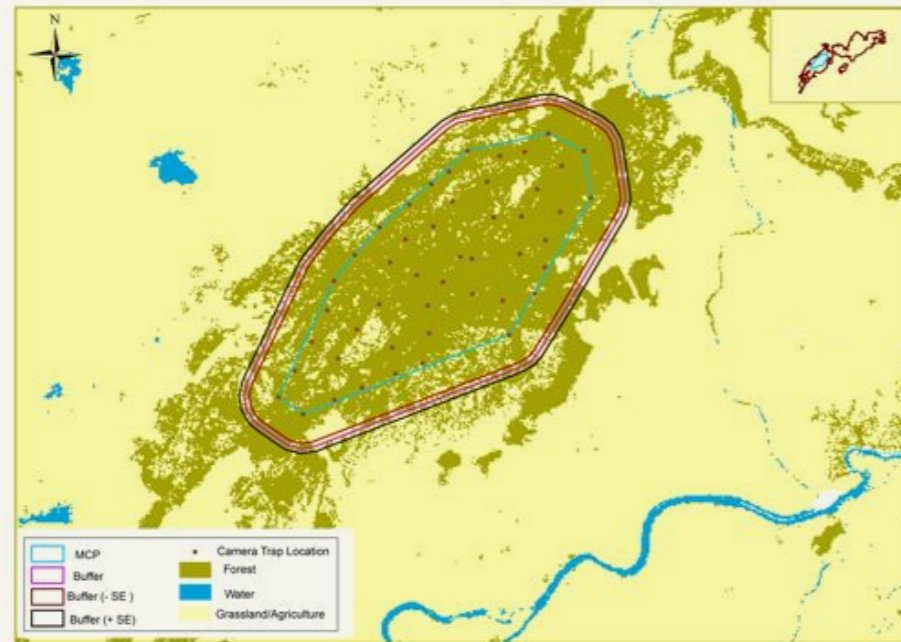 N
MCP
Buffer
Buffer (- SE )
Buffer (+ SE)
Camera Trap Location
Forest
Water
Grassland/Agriculture